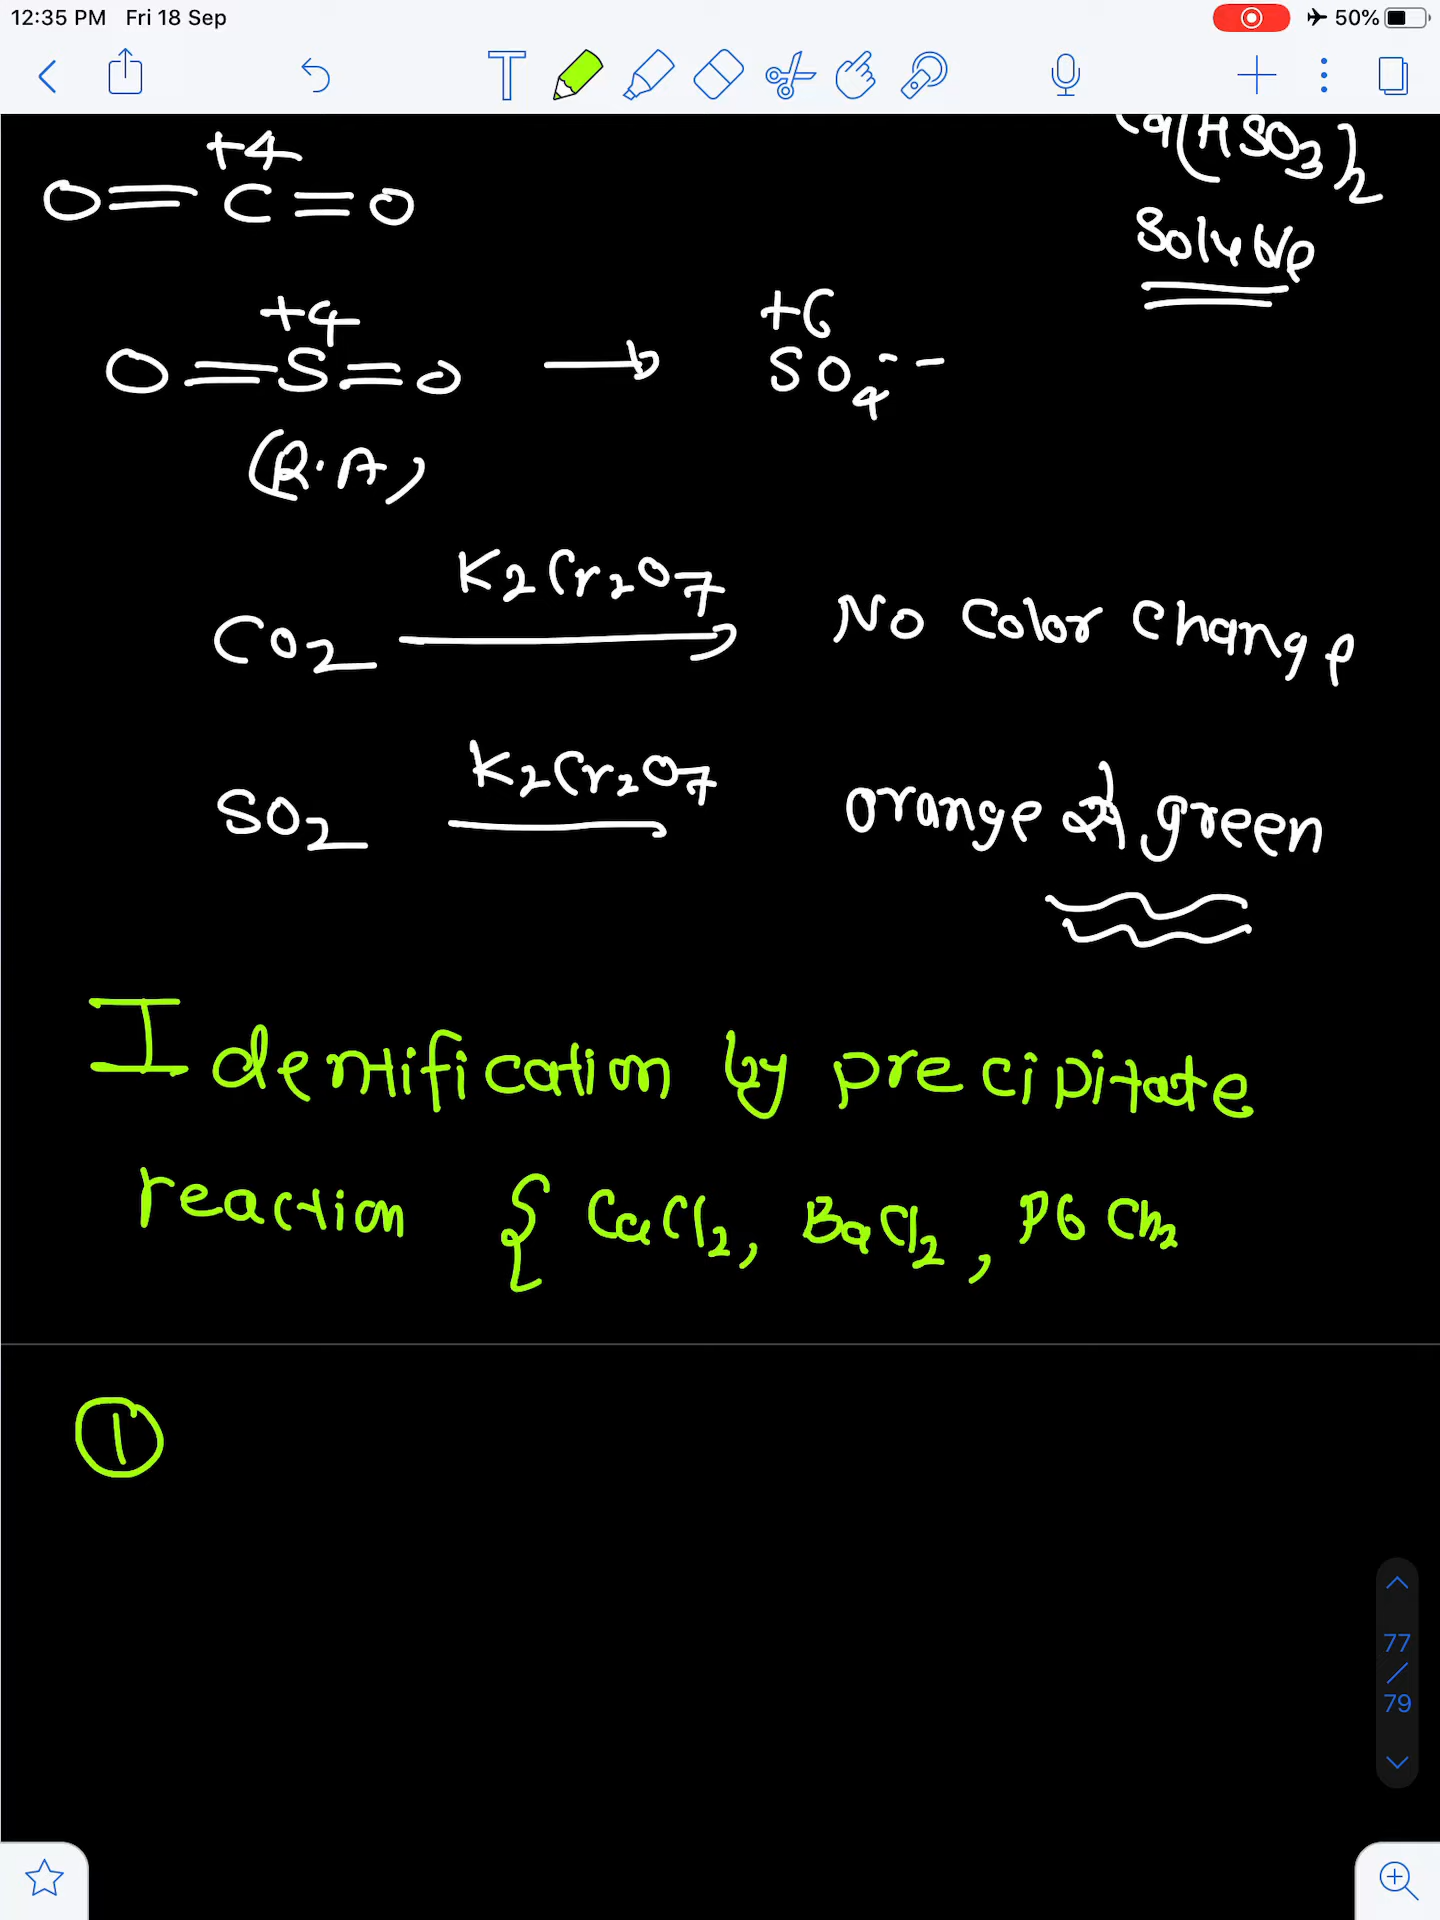 12:35 PM Fri 18 Sep 50%
T
Ca(HSO3)2
+4
O=C=O
Soluble
+4 +6
O=S=O → SO4--
(R.A)
K2Cr2O7
CO2 → No Color Change
K2Cr2O7
SO2 Orange green
Identification by precipitate
reaction { CaCl2, BaCl2, PbCl2
1
77
/
79